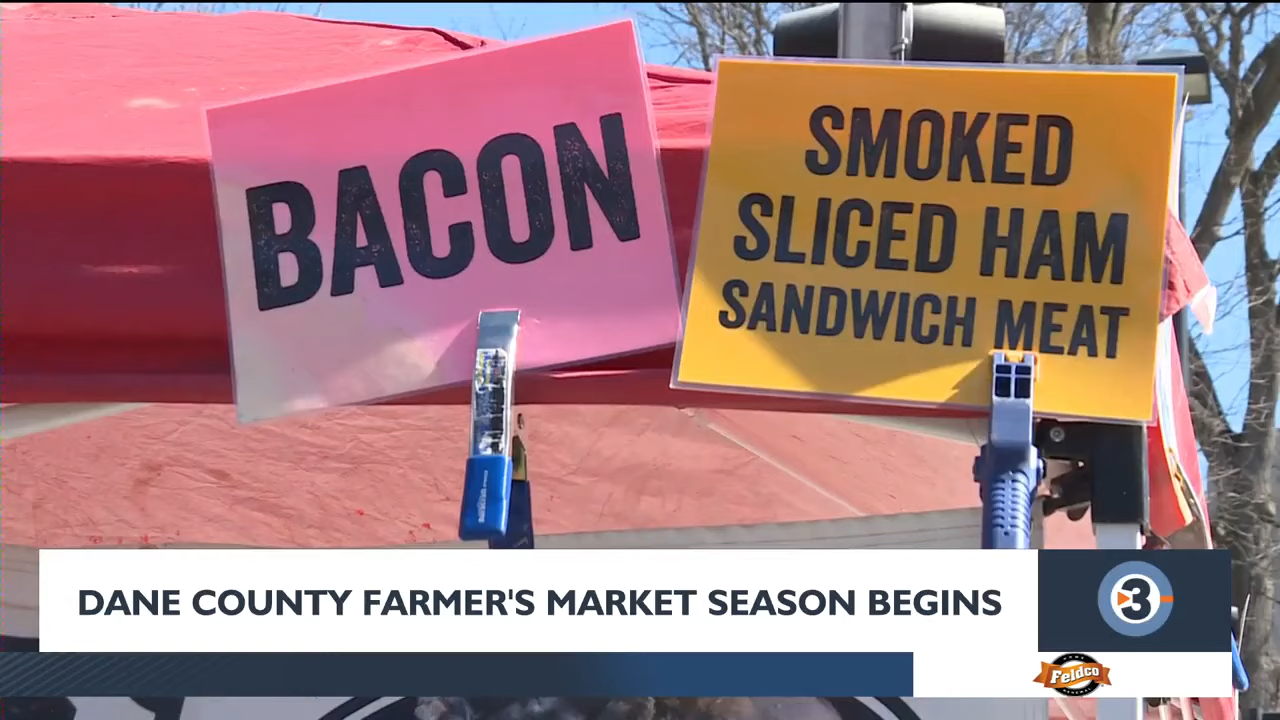 BACON
SMOKED
SLICED HAM
SANDWICH MEAT
DANE COUNTY FARMER'S MARKET SEASON BEGINS
3
Feldco